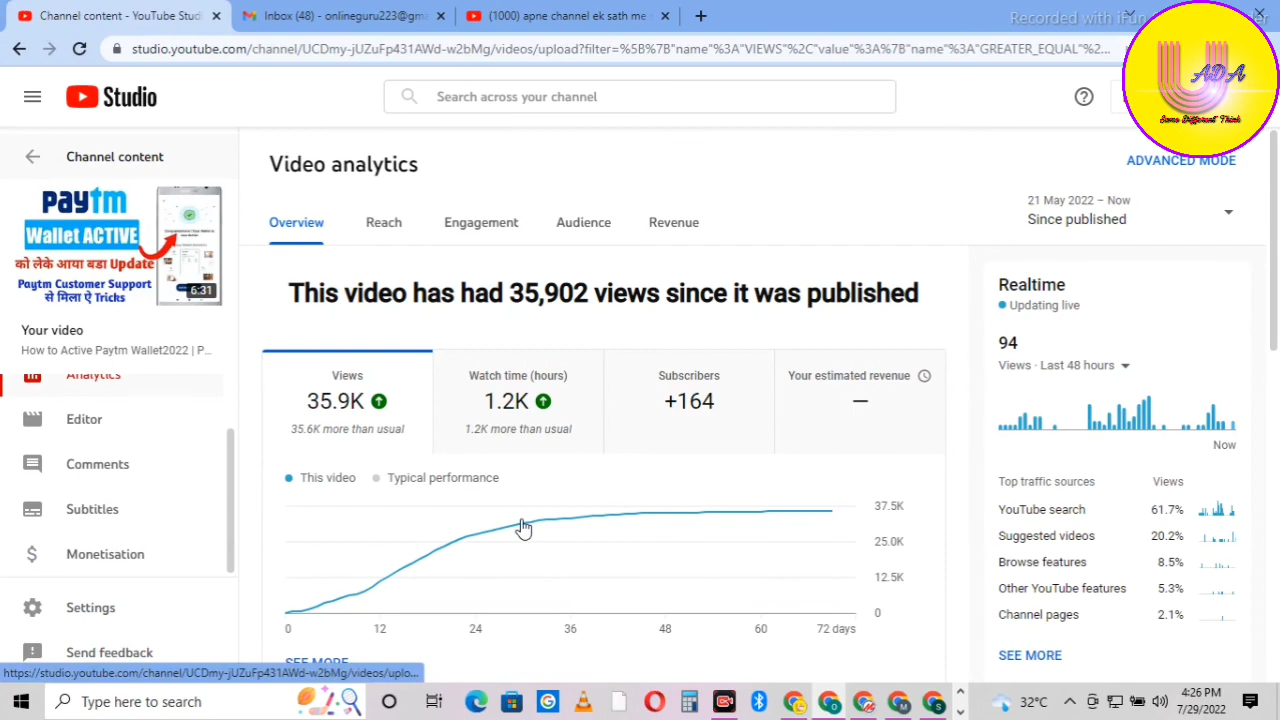 Channel content - YouTube Studi
Inbox (48) - onlineguru223@gma
(1000) apne channel ek sath me
Recorded with iFun
studio.youtube.com/channel/UCDmy-jUZuFp431AWd-w2bMg/videos/upload?filter=%5B%7B"name"%3A"VIEWS"%2C"value"%3A%7B"name"%3A"GREATER_EQUAL"%2...
U ADA
Some Different Think
Studio
Search across your channel
Channel content
paytm
Wallet ACTIVE
को लेके आया बडा Update
Paytm Customer Support
से मिला ऐ Tricks
6:31
Your video
How to Active Paytm Wallet2022 | P...
Analytics
Editor
Comments
Subtitles
Monetisation
Settings
Send feedback
Video analytics
ADVANCED MODE
Overview
Reach
Engagement
Audience
Revenue
21 May 2022 – Now
Since published
This video has had 35,902 views since it was published
Views
35.9K
35.6K more than usual
Watch time (hours)
1.2K
1.2K more than usual
Subscribers
+164
Your estimated revenue
—
This video
Typical performance
37.5K
25.0K
12.5K
0
0
12
24
36
48
60
72 days
SEE MORE
Realtime
Updating live
94
Views · Last 48 hours
Now
Top traffic sources
Views
YouTube search
61.7%
Suggested videos
20.2%
Browse features
8.5%
Other YouTube features
5.3%
Channel pages
2.1%
SEE MORE
https://studio.youtube.com/channel/UCDmy-jUZuFp431AWd-w2bMg/videos/uplo...
Type here to search
32°C
4:26 PM
7/29/2022